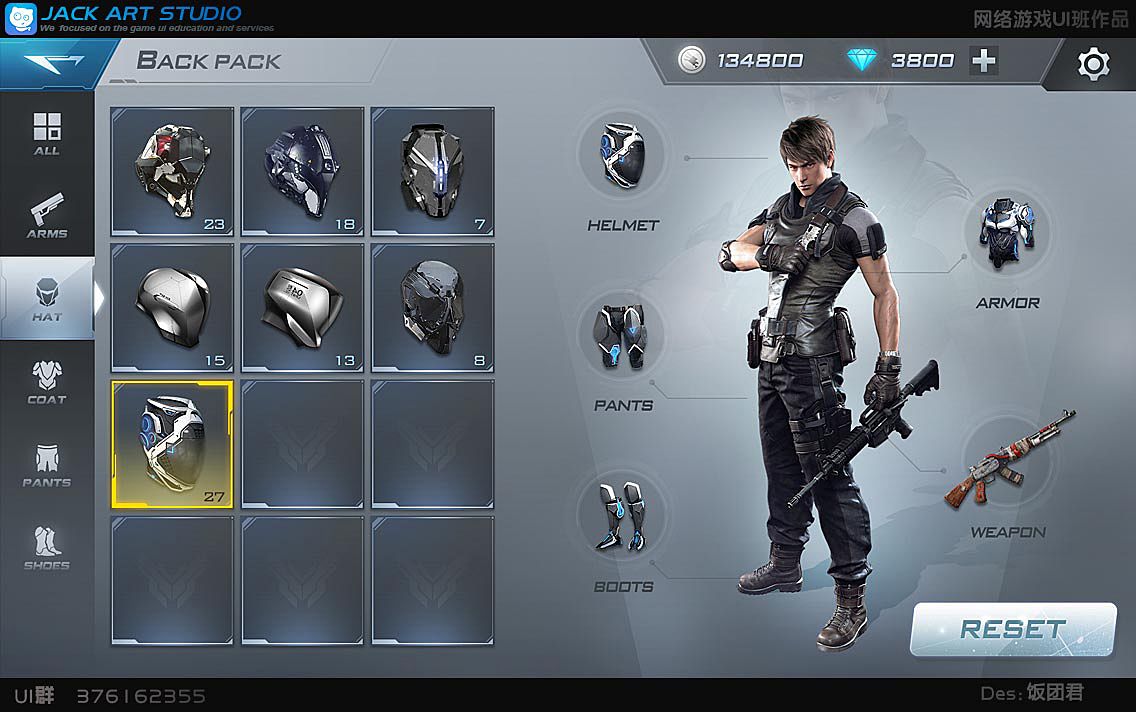 JACK ART STUDIO
We focused on the game ui education and services
网络游戏UI班作品
BACK PACK
134800
3800
ALL
ARMS
HAT
COAT
PANTS
SHOES
23
18
7
15
13
8
27
HELMET
ARMOR
PANTS
WEAPON
BOOTS
RESET
UI群 376162355
Des: 饭团君